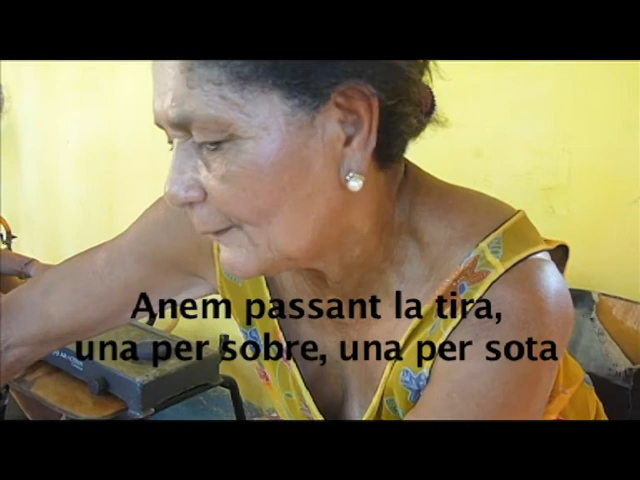 Anem passant la tira,
una per sobre, una per sota